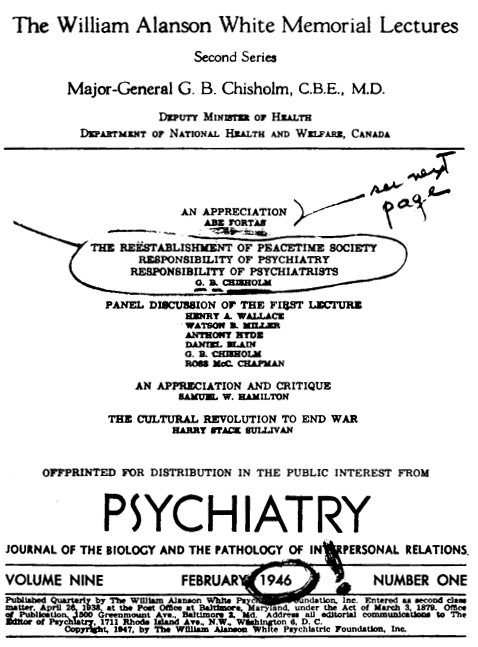 The William Alanson White Memorial Lectures
Second Series
Major-General G. B. Chisholm, C.B.E., M.D.
Deputy Minister of Health
Department of National Health and Welfare, Canada
see next
page
AN APPRECIATION
ABE FORTAS
THE REËSTABLISHMENT OF PEACETIME SOCIETY
RESPONSIBILITY OF PSYCHIATRY
RESPONSIBILITY OF PSYCHIATRISTS
G. B. CHISHOLM
PANEL DISCUSSION OF THE FIRST LECTURE
HENRY A. WALLACE
WATSON B. MILLER
ANTHONY HYDE
DANIEL BLAIN
G. B. CHISHOLM
ROSS McC. CHAPMAN
AN APPRECIATION AND CRITIQUE
SAMUEL W. HAMILTON
THE CULTURAL REVOLUTION TO END WAR
HARRY STACK SULLIVAN
OFFPRINTED FOR DISTRIBUTION IN THE PUBLIC INTEREST FROM
PSYCHIATRY
JOURNAL OF THE BIOLOGY AND THE PATHOLOGY OF INTERPERSONAL RELATIONS
VOLUME NINE FEBRUARY 1946 ! NUMBER ONE
Published Quarterly by The William Alanson White Psychiatric Foundation, Inc. Entered as second class
matter, April 26, 1938, at the Post Office at Baltimore, Maryland, under the Act of March 3, 1879. Office
of Publication, 1500 Greenmount Ave., Baltimore 2, Md. Address all editorial communications to The
Editor of Psychiatry, 1711 Rhode Island Ave., N.W., Washington 6, D. C.
Copyright, 1947, by The William Alanson White Psychiatric Foundation, Inc.